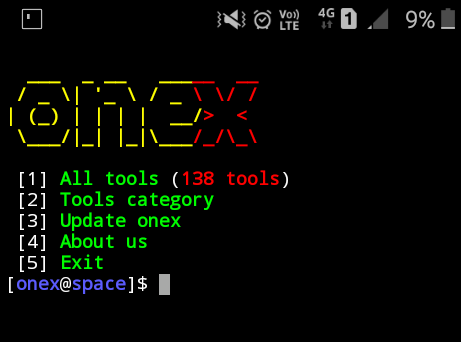 Vo)) LTE 4G 1 9%
onex
[1] All tools (138 tools)
[2] Tools category
[3] Update onex
[4] About us
[5] Exit
[onex@space]$